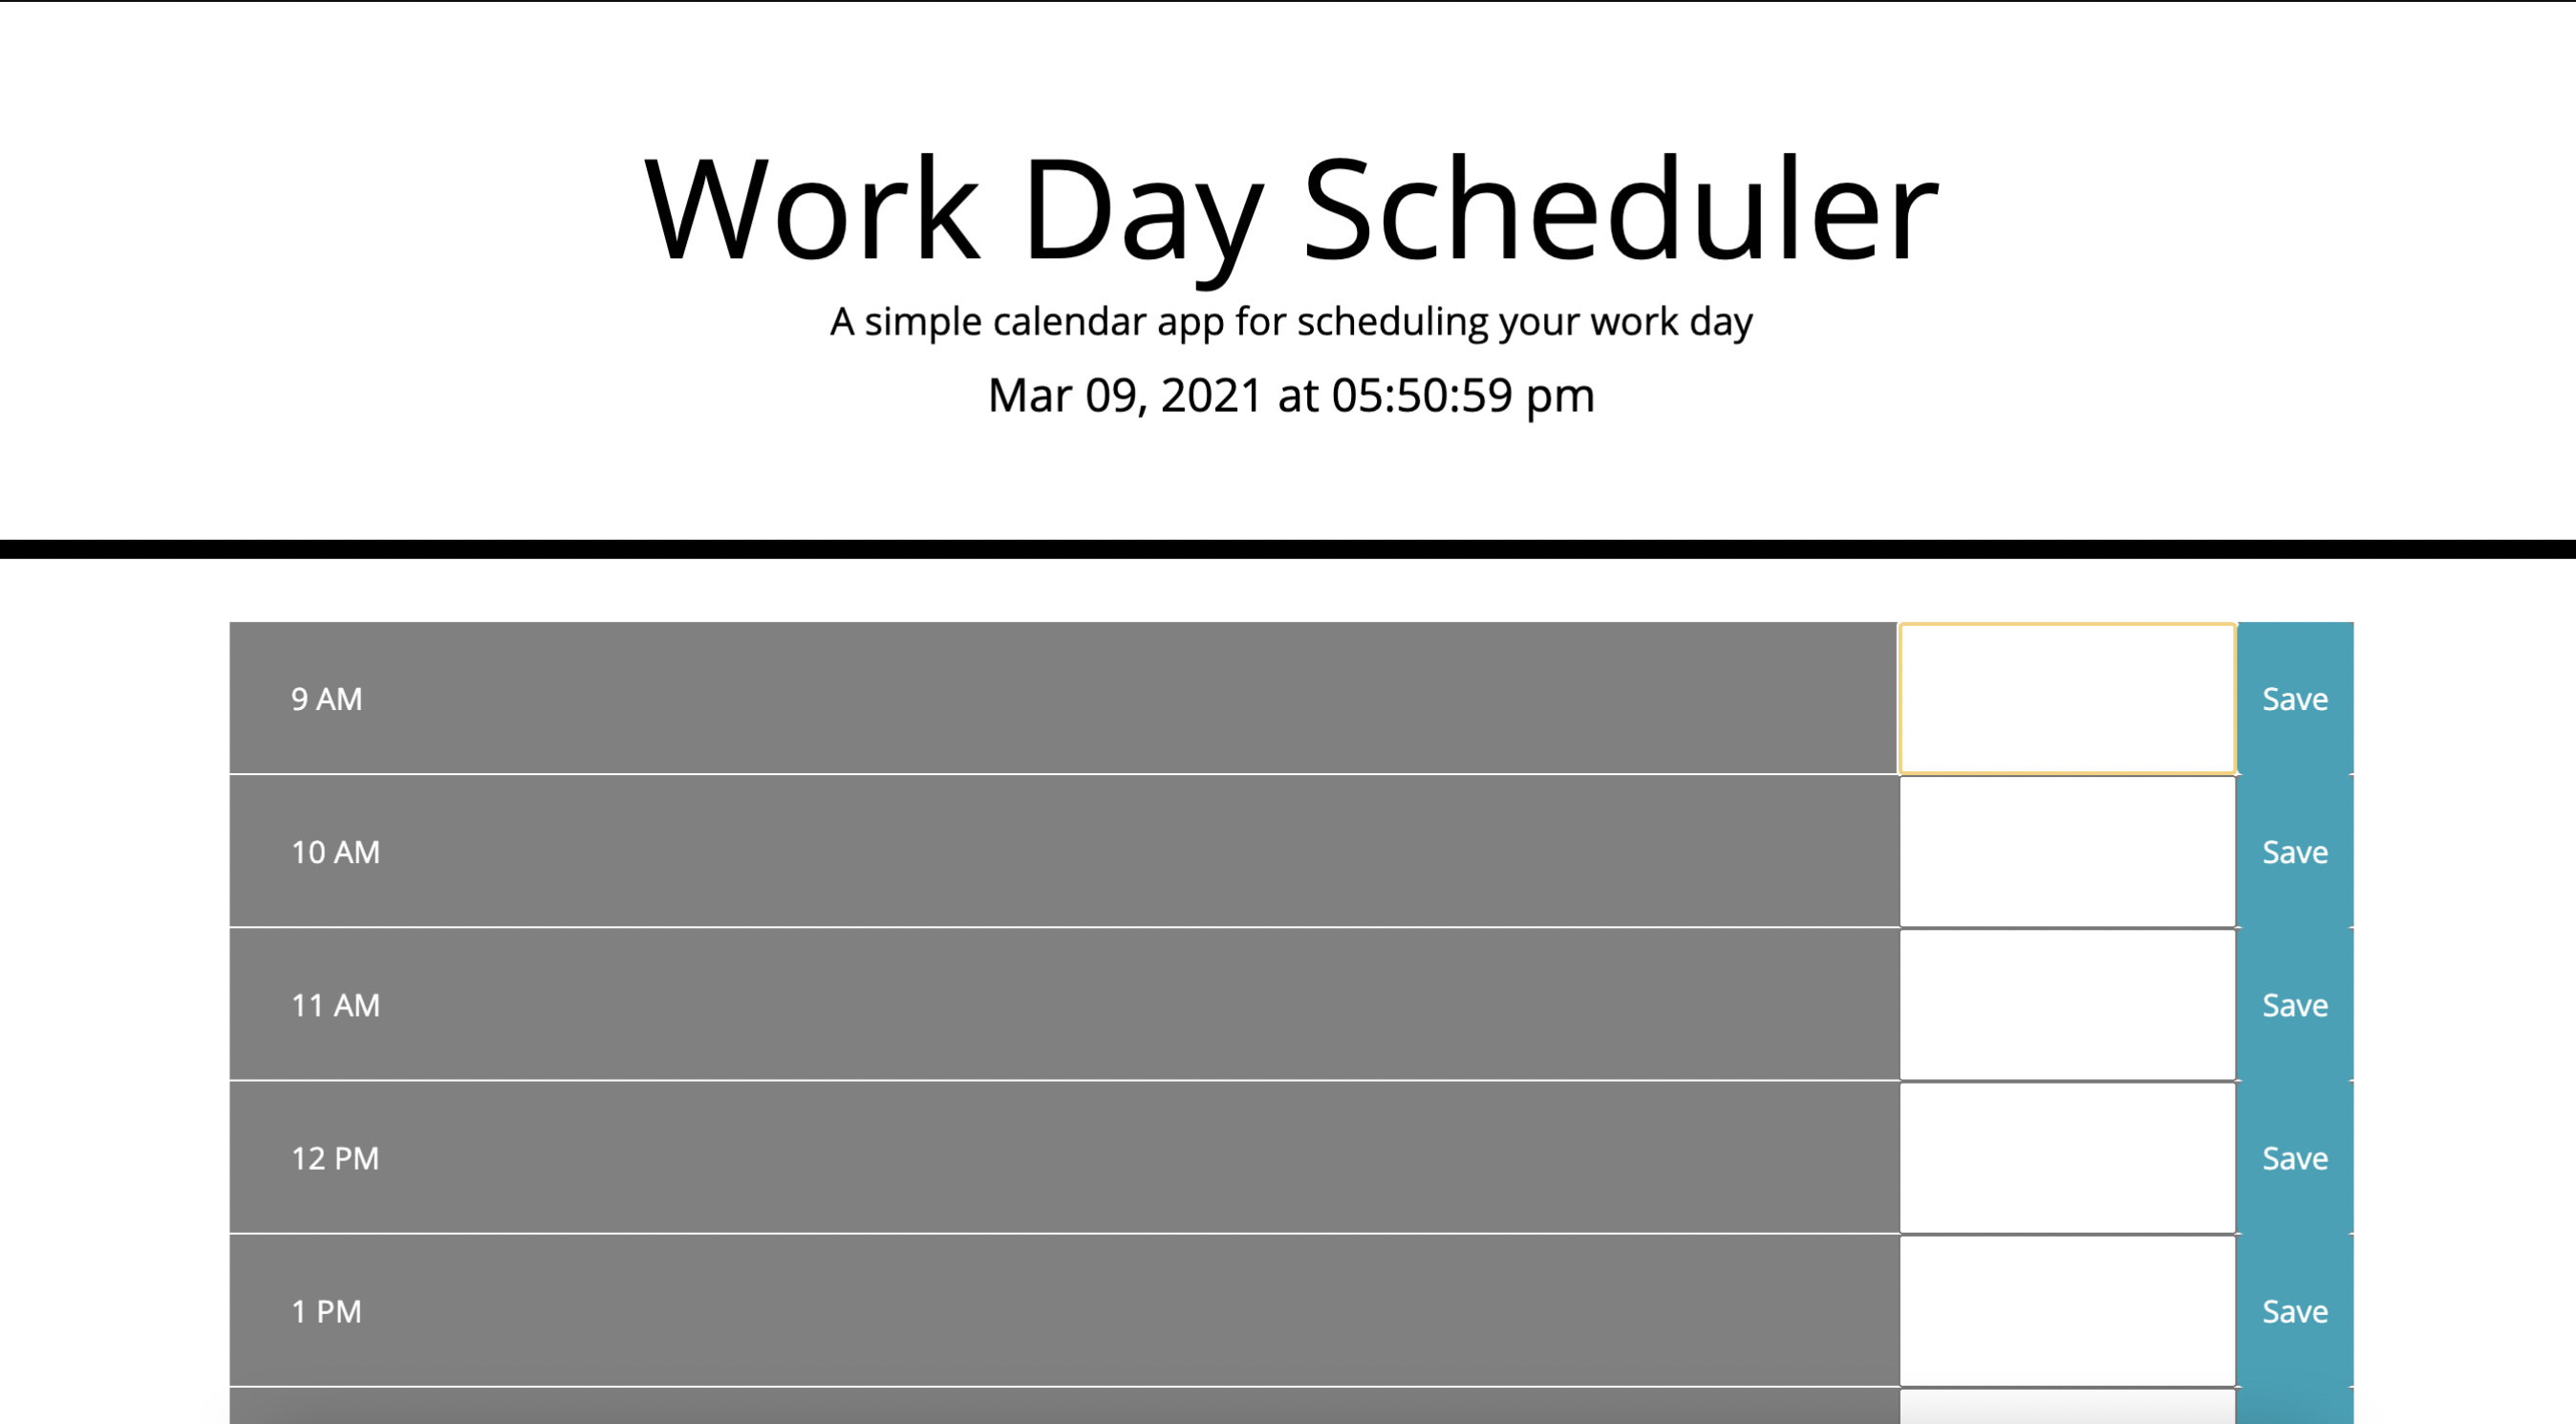 Work Day Scheduler
A simple calendar app for scheduling your work day
Mar 09, 2021 at 05:50:59 pm
9 AM Save
10 AM Save
11 AM Save
12 PM Save
1 PM Save